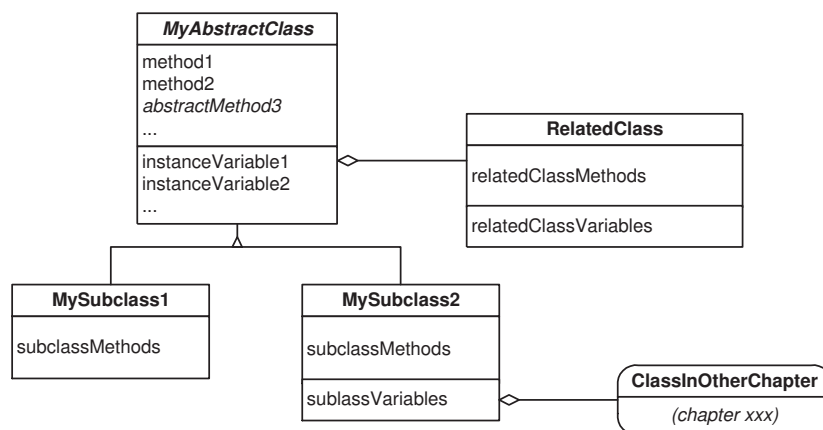 MyAbstractClass
method1
method2
abstractMethod3
...
instanceVariable1
instanceVariable2
...
RelatedClass
relatedClassMethods
relatedClassVariables
MySubclass1
subclassMethods
MySubclass2
subclassMethods
sublassVariables
ClassInOtherChapter
(chapter xxx)